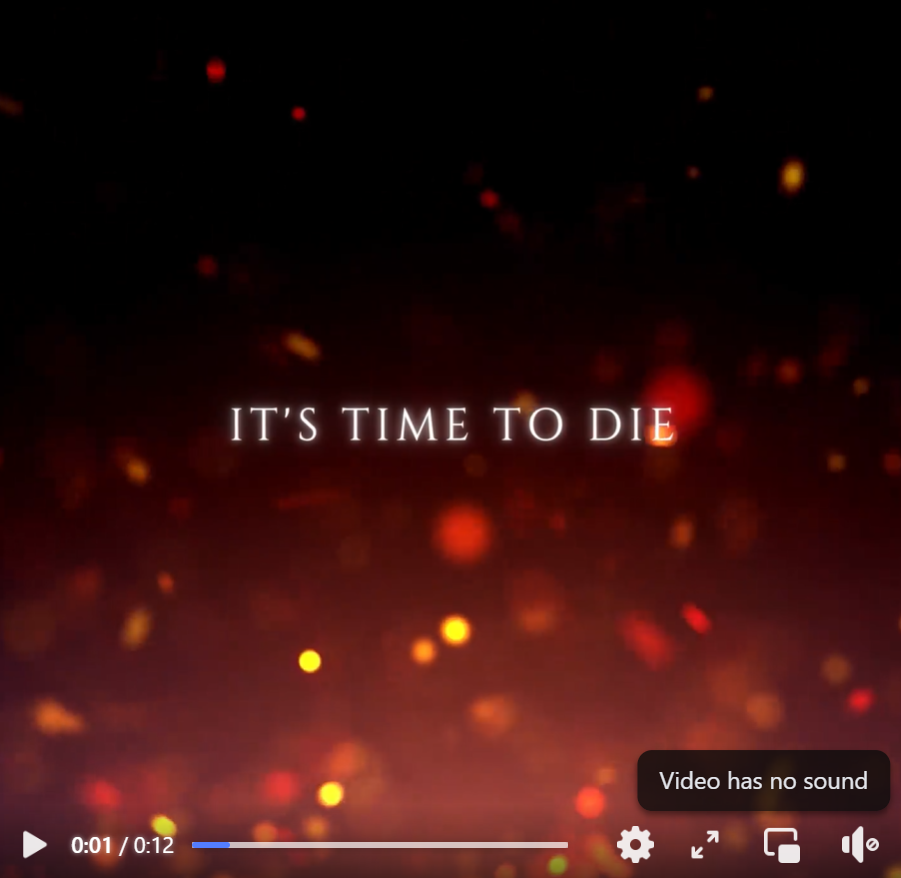 IT'S TIME TO DIE
Video has no sound
0:01 / 0:12